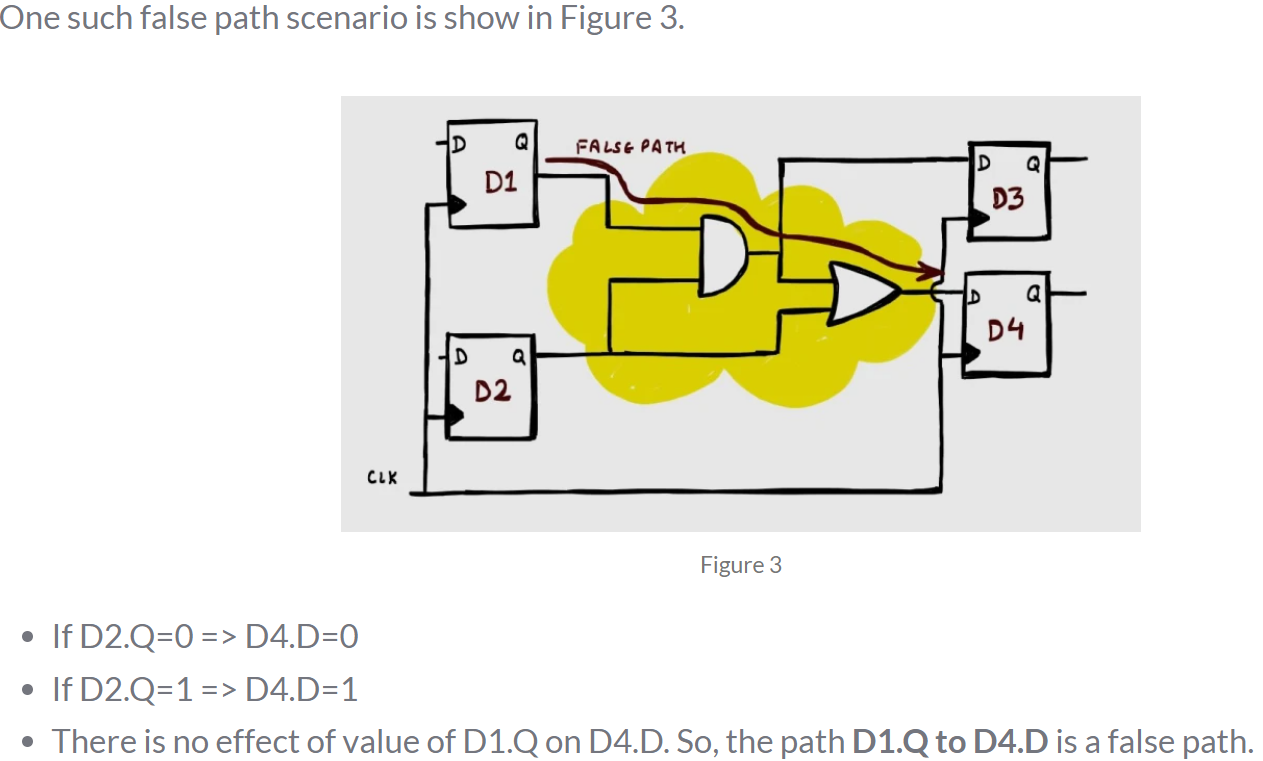 One such false path scenario is show in Figure 3.
D Q
FALSE PATH
D1
D Q
D3
D Q
D4
D Q
D2
CLK
Figure 3
• If D2.Q=0 => D4.D=0
• If D2.Q=1 => D4.D=1
• There is no effect of value of D1.Q on D4.D. So, the path D1.Q to D4.D is a false path.